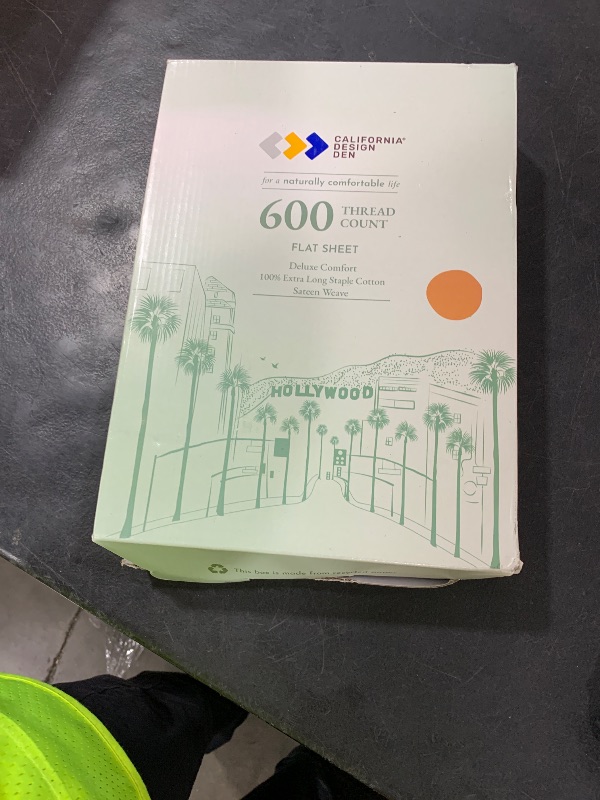 CALIFORNIA®
DESIGN
DEN
for a naturally comfortable life
600 THREAD
COUNT
FLAT SHEET
Deluxe Comfort
100% Extra Long Staple Cotton
Sateen Weave
HOLLYWOOD
This box is made from